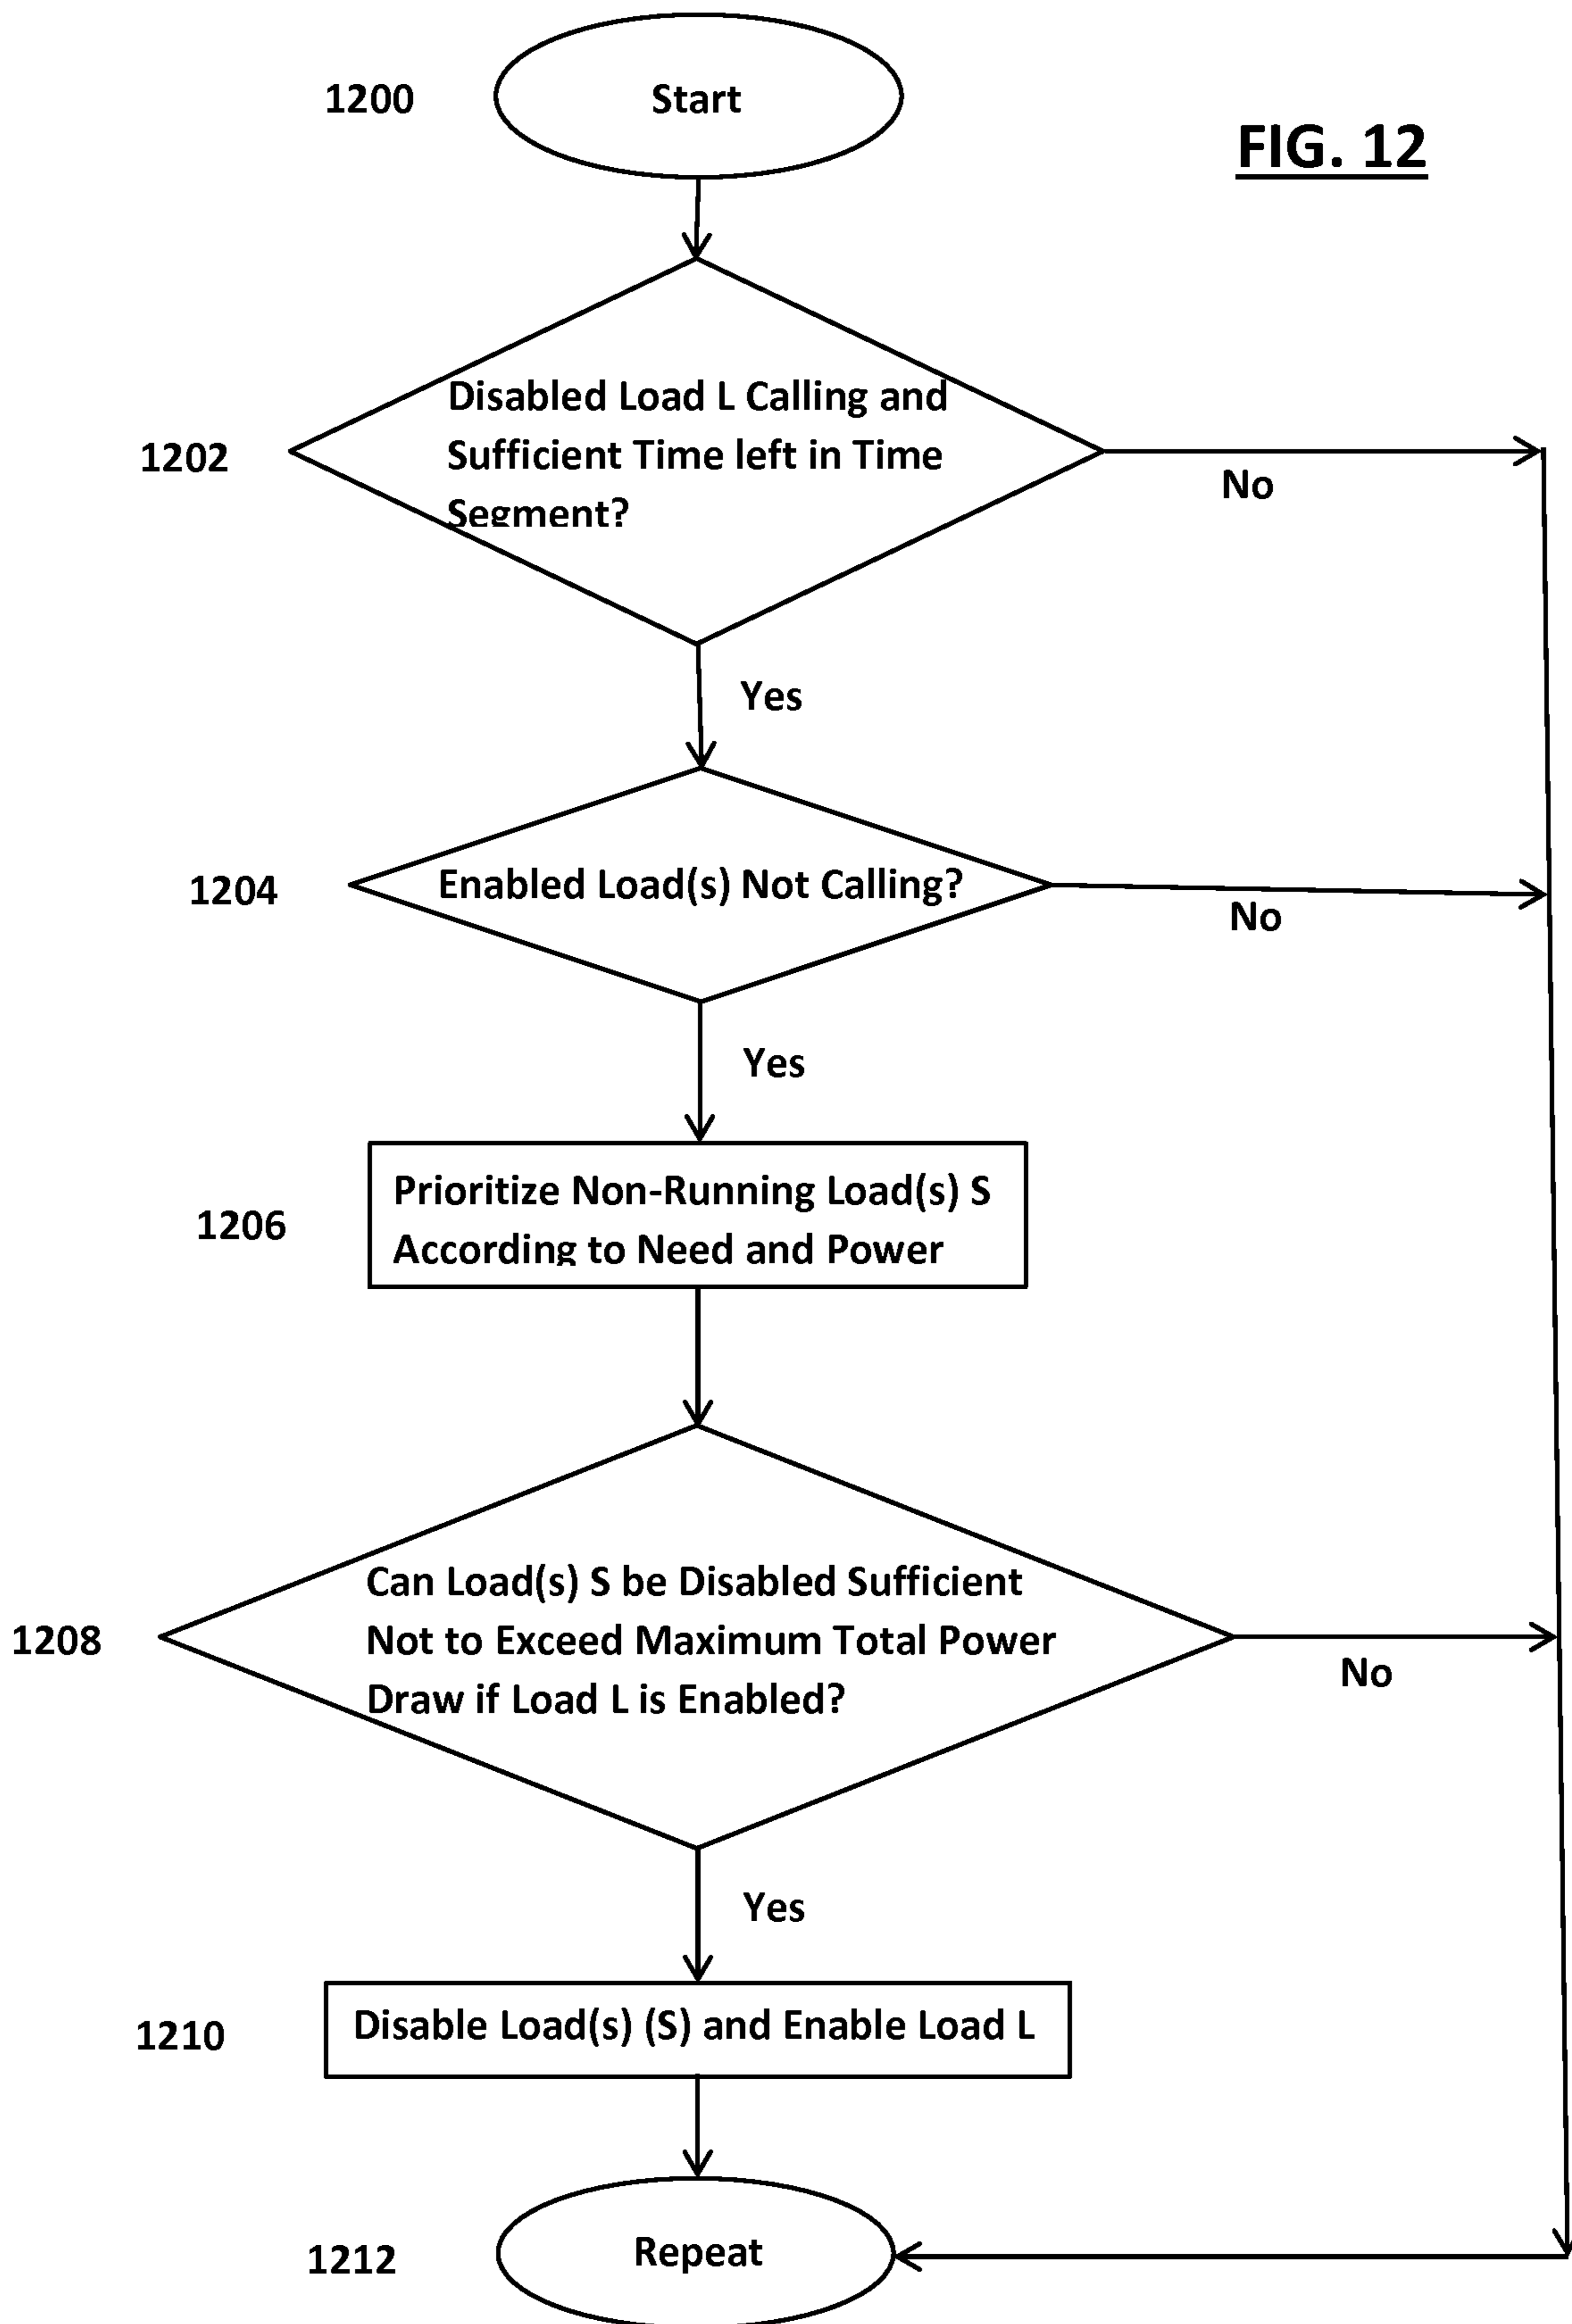 1200
Start
FIG. 12
1202
Disabled Load L Calling and
Sufficient Time left in Time
Segment?
No
Yes
1204
Enabled Load(s) Not Calling?
No
Yes
1206
Prioritize Non-Running Load(s) S
According to Need and Power
1208
Can Load(s) S be Disabled Sufficient
Not to Exceed Maximum Total Power
Draw if Load L is Enabled?
No
Yes
1210
Disable Load(s) (S) and Enable Load L
1212
Repeat